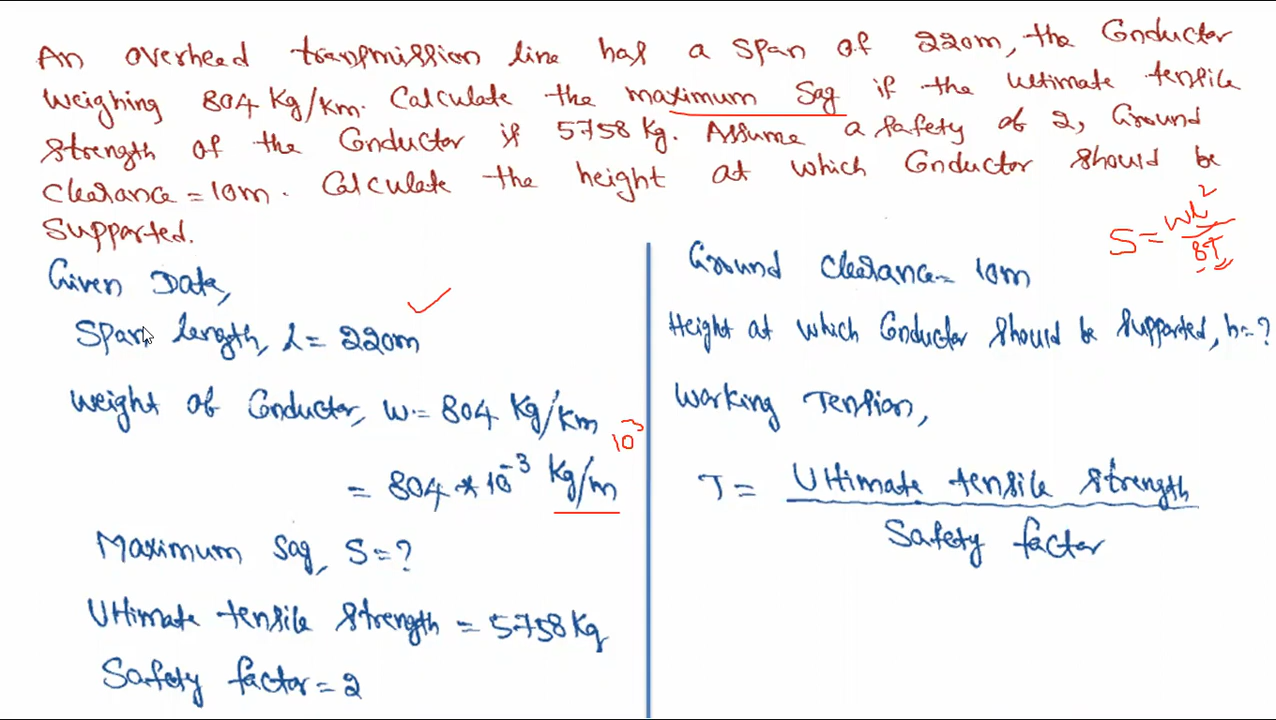 An overhead transmission line has a span of 220m, the Conductor
weighing 804 Kg/km. Calculate the maximum Sag if the ultimate tensile
strength of the Conductor is 5758 Kg. Assume a safety of 2, Ground
Clearance = 10m. Calculate the height at which Conductor should be
Supported.
S = wl²/8T
Given Data,
Span length, l = 220m
Weight of Conductor, w = 804 Kg/Km
10⁻³
= 804 * 10⁻³ Kg/m
Maximum Sag, S = ?
Ultimate tensile strength = 5758 Kg
Safety factor = 2
Ground Clearance = 10m
Height at which Conductor should be supported, h = ?
Working Tension,
T = Ultimate tensile strength
Safety factor